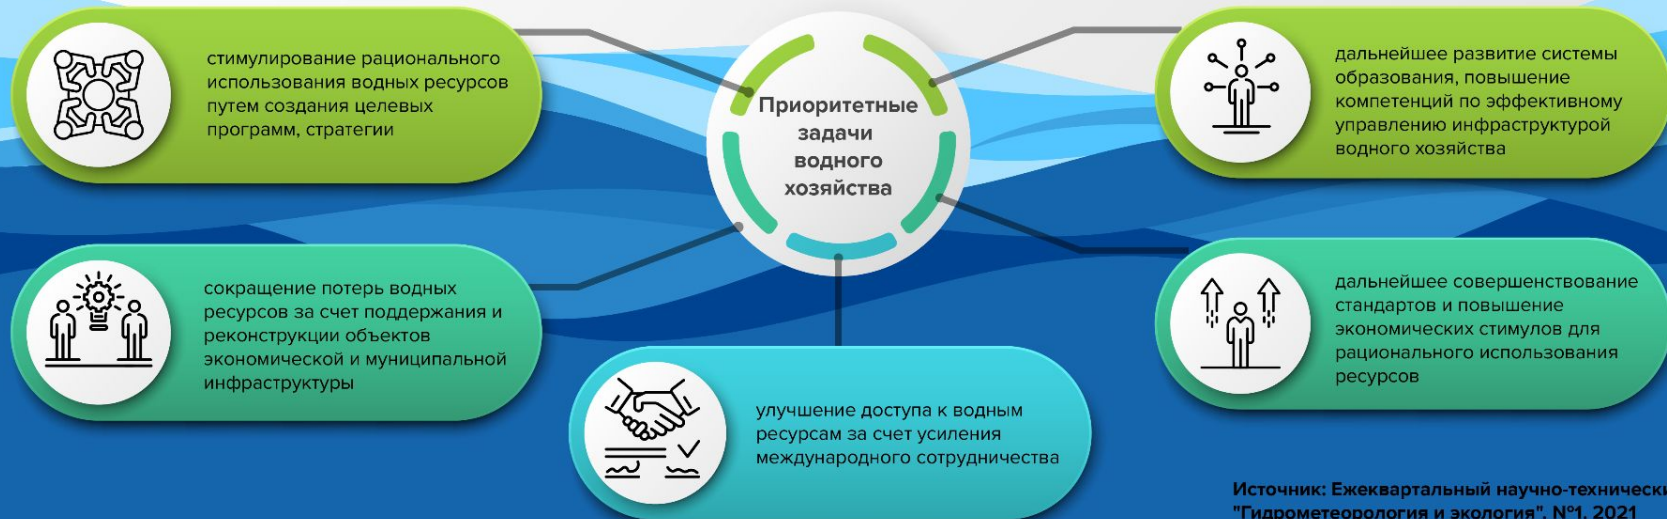 стимулирование рационального
использования водных ресурсов
путем создания целевых
программ, стратегии
Приоритетные
задачи
водного
хозяйства
дальнейшее развитие системы
образования, повышение
компетенций по эффективному
управлению инфраструктурой
водного хозяйства
сокращение потерь водных
ресурсов за счет поддержания и
реконструкции объектов
экономической и муниципальной
инфраструктуры
улучшение доступа к водным
ресурсам за счет усиления
международного сотрудничества
дальнейшее совершенствование
стандартов и повышение
экономических стимулов для
рационального использования
ресурсов
Источник: Ежеквартальный научно-технически
"Гидрометеорология и экология". №1. 2021